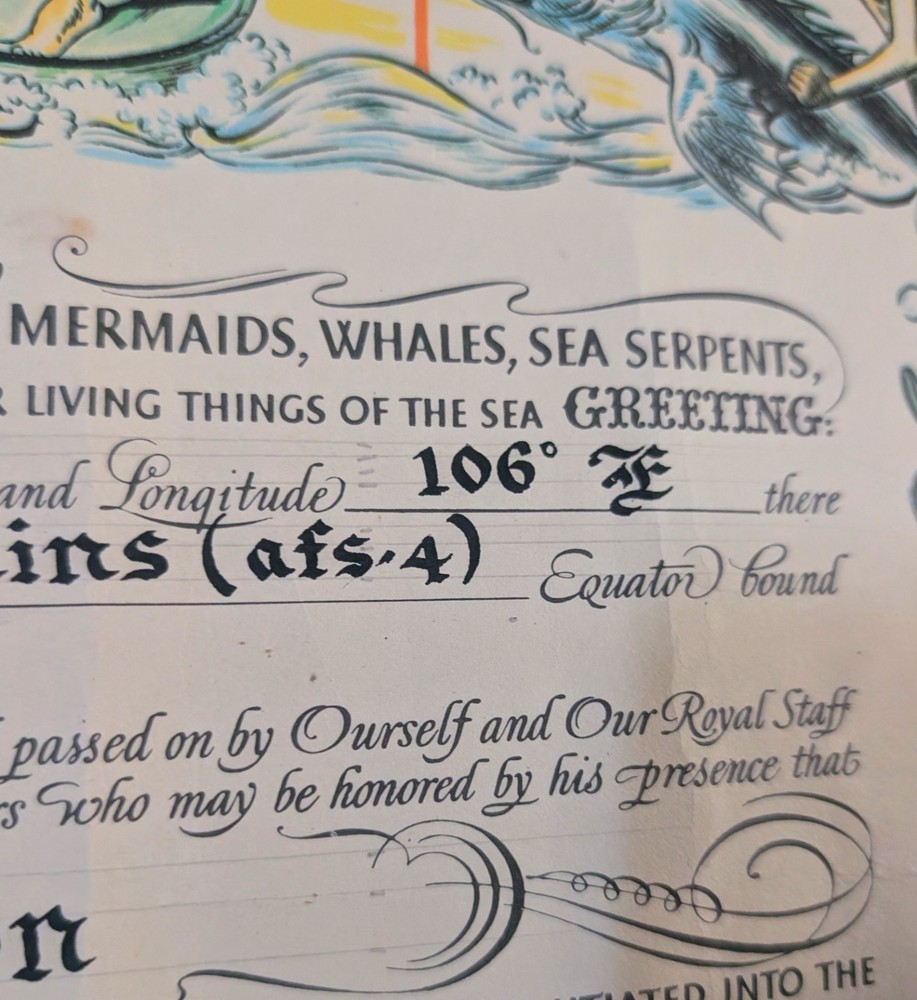 MERMAIDS, WHALES, SEA SERPENTS,
LIVING THINGS OF THE SEA GREETING:
and Longitude 106° E there
ins (afs-4) Equator bound
passed on by Ourself and Our Royal Staff
who may be honored by his presence that
n
INTO THE